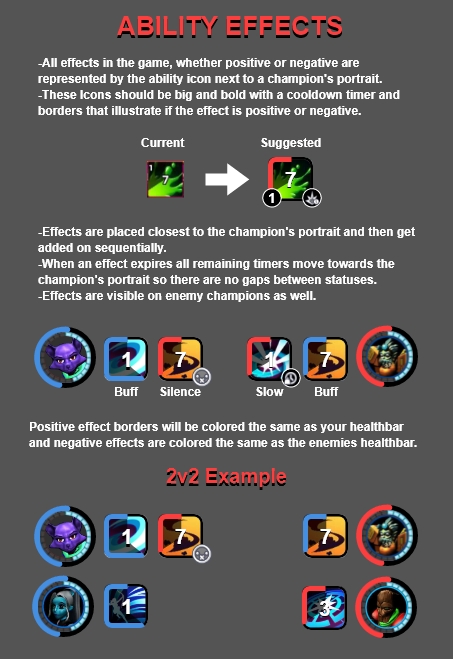 ABILITY EFFECTS
-All effects in the game, whether positive or negative are
represented by the ability icon next to a champion's portrait.
-These Icons should be big and bold with a cooldown timer and
borders that illustrate if the effect is positive or negative.
Current Suggested
1 7 7 1
-Effects are placed closest to the champion's portrait and then get
added on sequentially.
-When an effect expires all remaining timers move towards the
champion's portrait so there are no gaps between statuses.
-Effects are visible on enemy champions as well.
1 7 1 7
Buff Silence Slow Buff
Positive effect borders will be colored the same as your healthbar
and negative effects are colored the same as the enemies healthbar.
2v2 Example
1 7 7
1 3